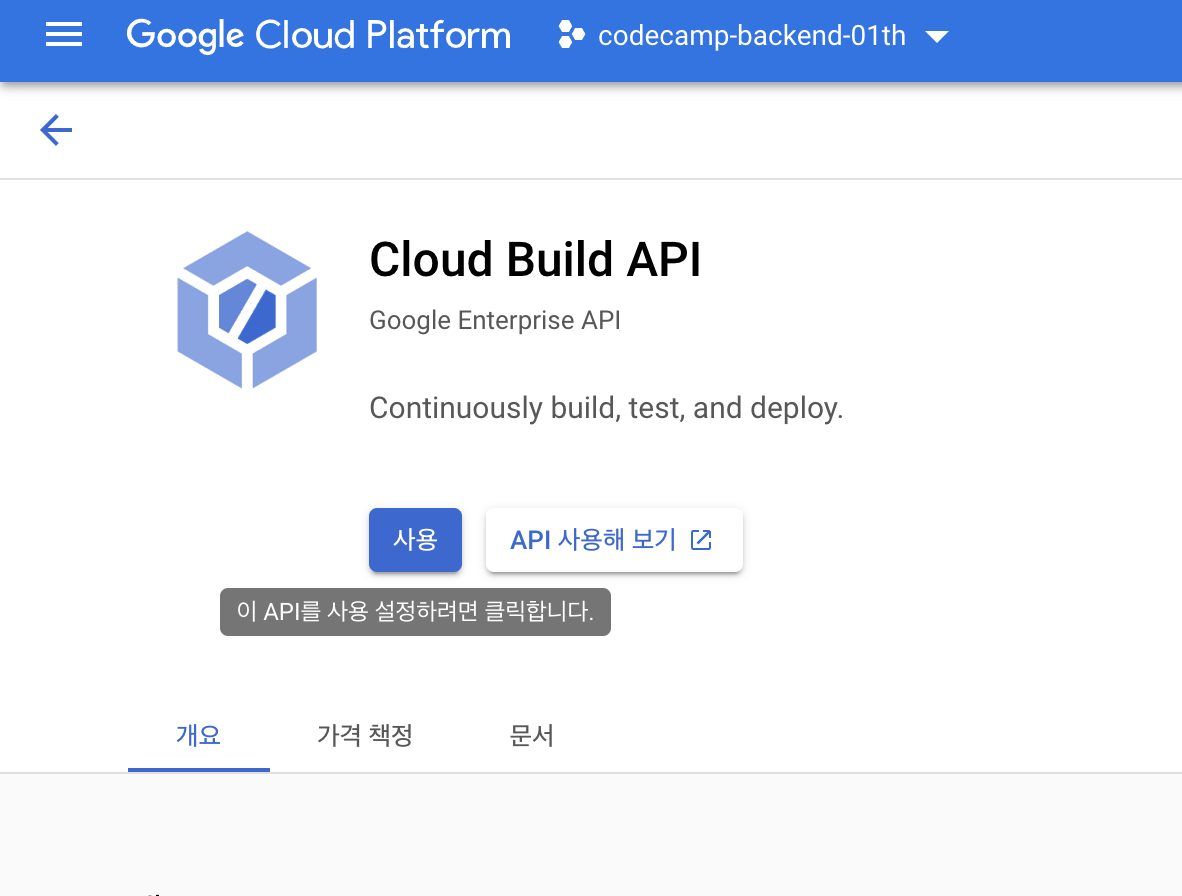 Google Cloud Platform codecamp-backend-01th
Cloud Build API
Google Enterprise API
Continuously build, test, and deploy.
사용 API 사용해 보기
이 API를 사용 설정하려면 클릭합니다.
개요 가격 책정 문서